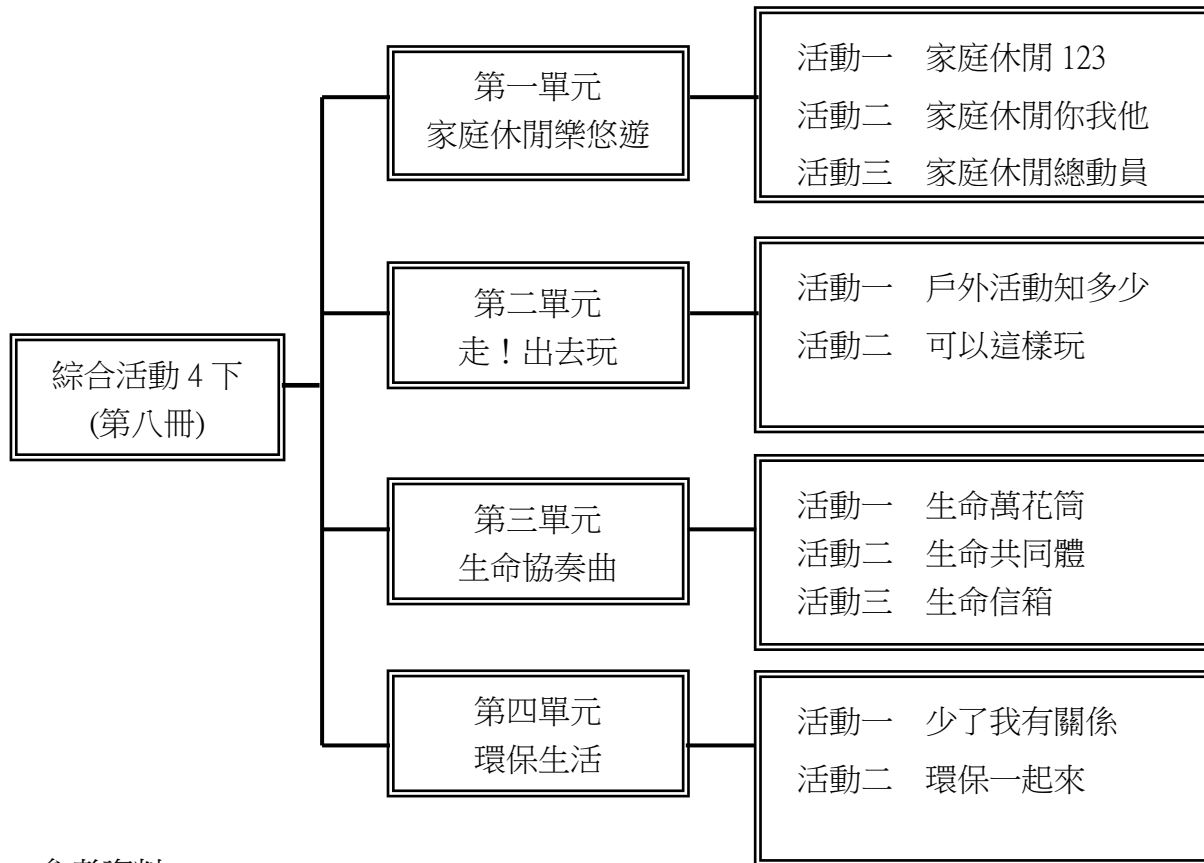 綜合活動 4 下
(第八冊)
第一單元
家庭休閒樂悠遊
活動一 家庭休閒 123
活動二 家庭休閒你我他
活動三 家庭休閒總動員
第二單元
走！出去玩
活動一 戶外活動知多少
活動二 可以這樣玩
第三單元
生命協奏曲
活動一 生命萬花筒
活動二 生命共同體
活動三 生命信箱
第四單元
環保生活
活動一 少了我有關係
活動二 環保一起來